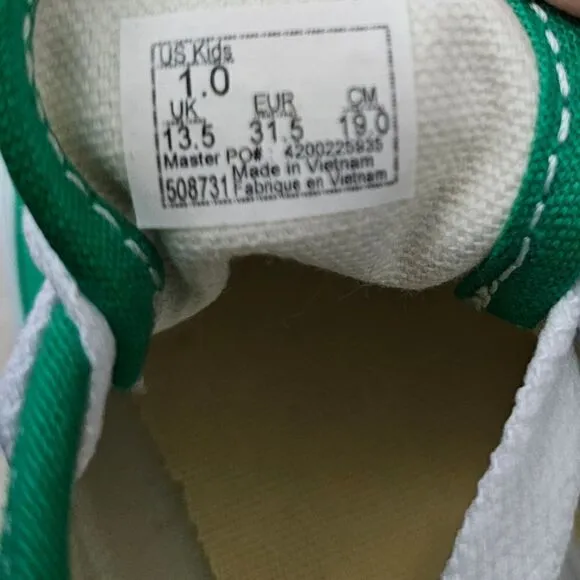 US Kids
1.0
UK EUR CM
13.5 31.5 19.0
Master PO# 4200225935
508731 Made in Vietnam
Fabrique en Vietnam